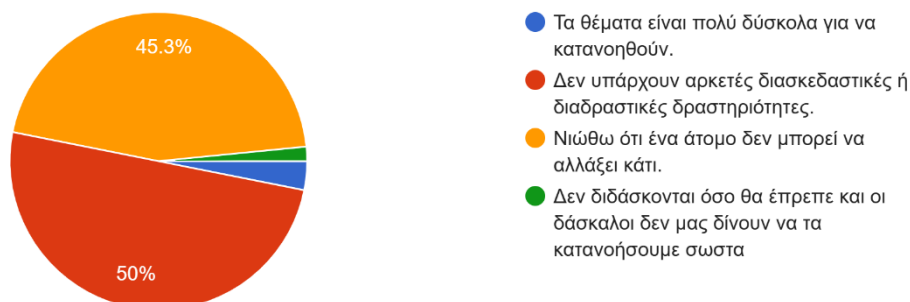 45.3%
50%
Τα θέματα είναι πολύ δύσκολα για να
κατανοηθούν.
Δεν υπάρχουν αρκετές διασκεδαστικές ή
διαδραστικές δραστηριότητες.
Νιώθω ότι ένα άτομο δεν μπορεί να
αλλάξει κάτι.
Δεν διδάσκονται όσο θα έπρεπε και οι
δάσκαλοι δεν μας δίνουν να τα
κατανοήσουμε σωστα